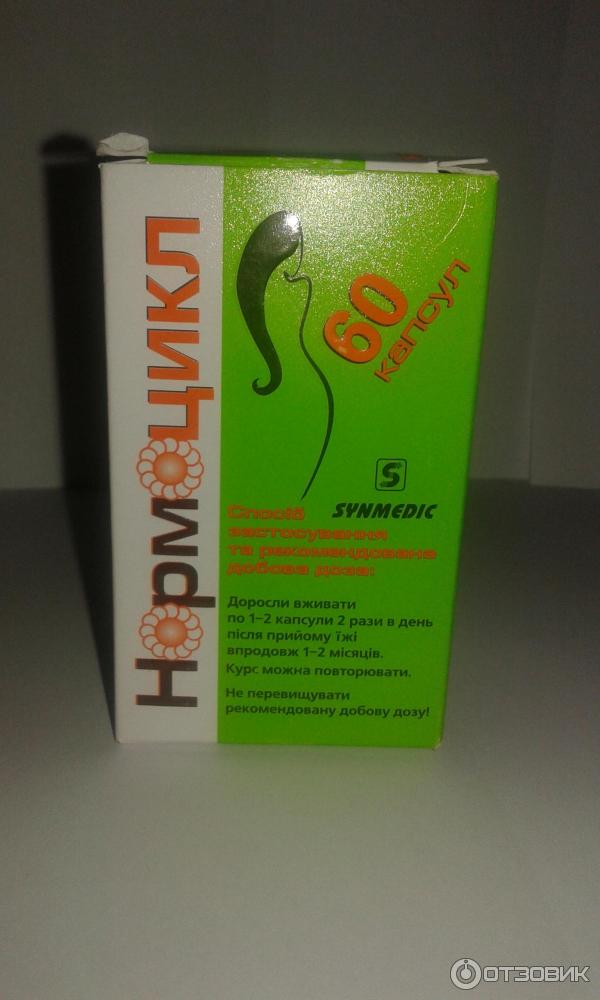 Нормоцикл
60
капсул
S
SYNMEDIC
Спосіб
застосування
та рекомендована
добова доза:
Доросли вживати
по 1–2 капсули 2 рази в день
після прийому їжі
впродовж 1–2 місяців.
Курс можна повторювати.
Не перевищувати
рекомендовану добову дозу!
ОТЗОВИК